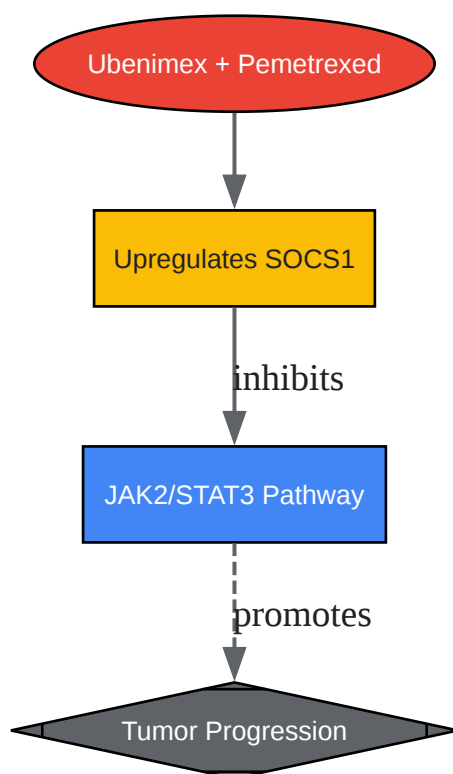 Ubenimex + Pemetrexed
Upregulates SOCS1
inhibits
JAK2/STAT3 Pathway
promotes
Tumor Progression